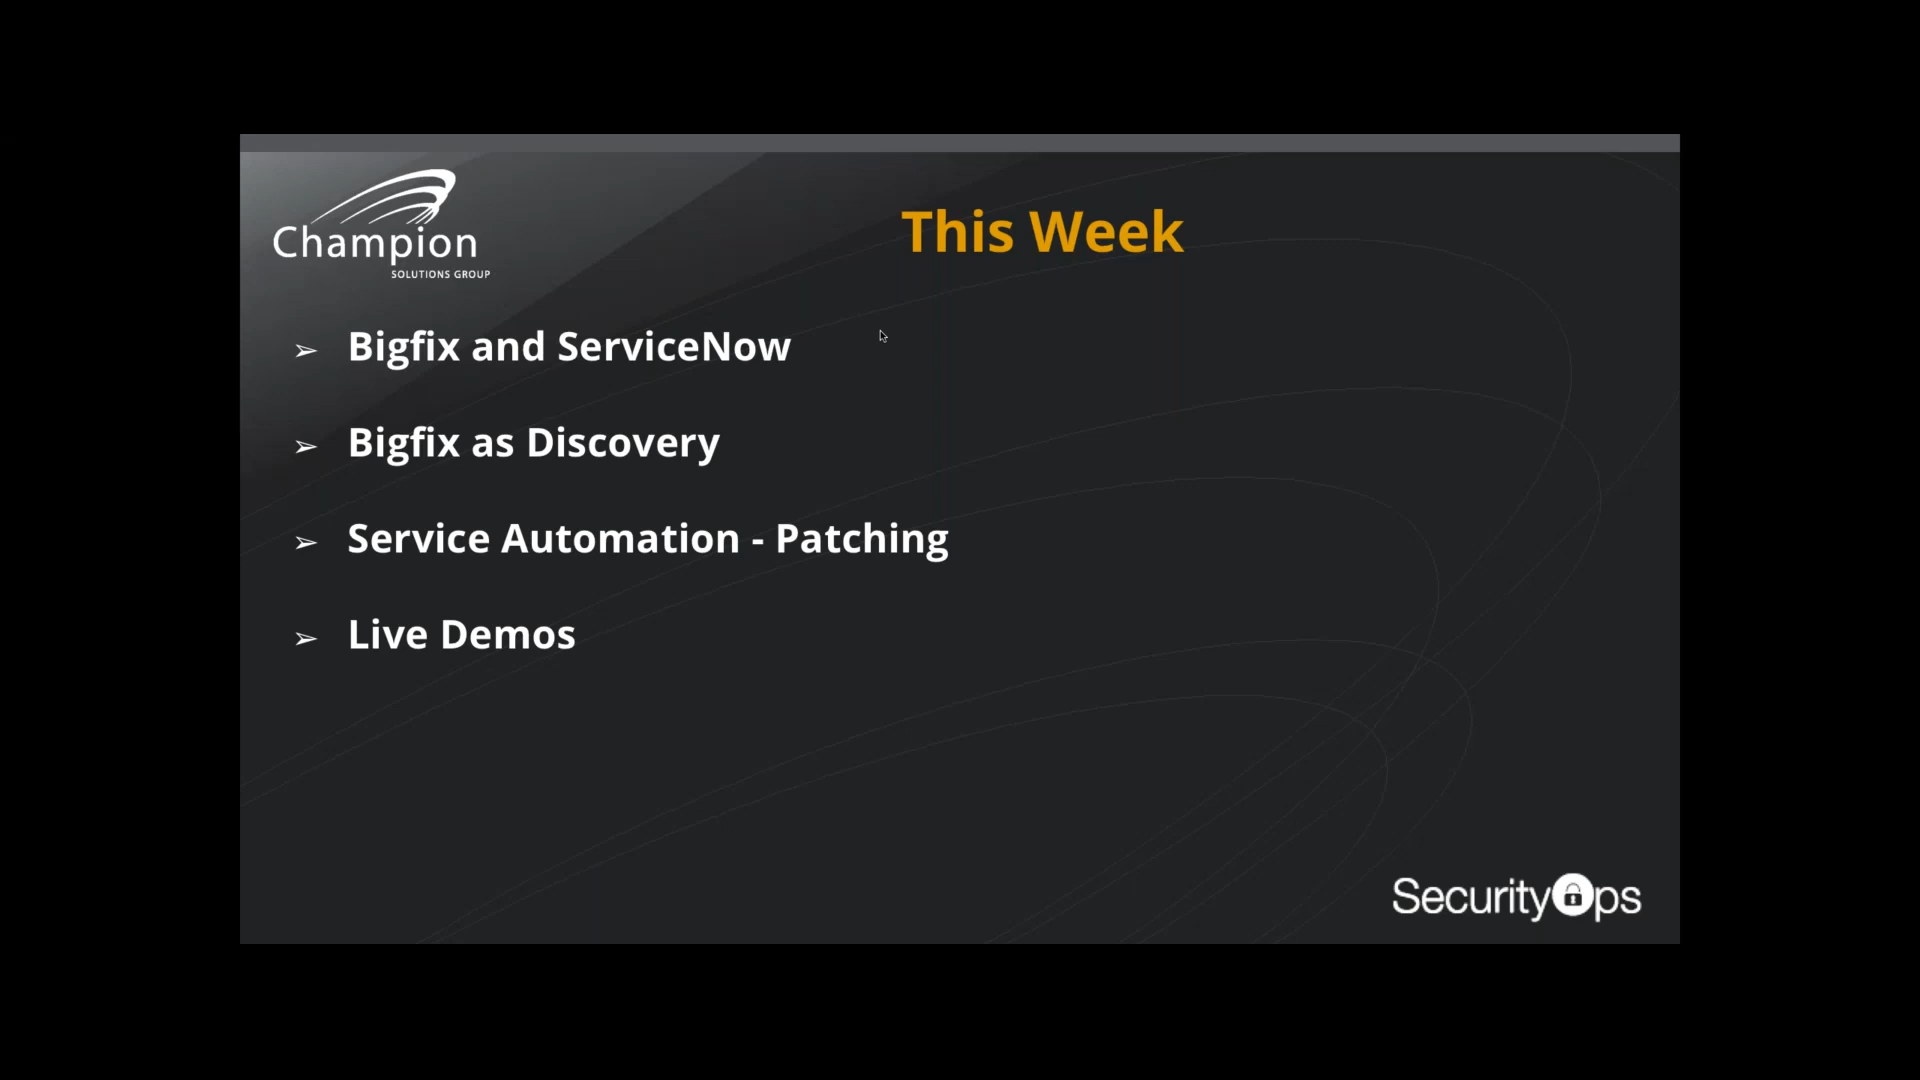 Champion
SOLUTIONS GROUP
This Week
➢ Bigfix and ServiceNow
➢ Bigfix as Discovery
➢ Service Automation - Patching
➢ Live Demos
SecurityOps